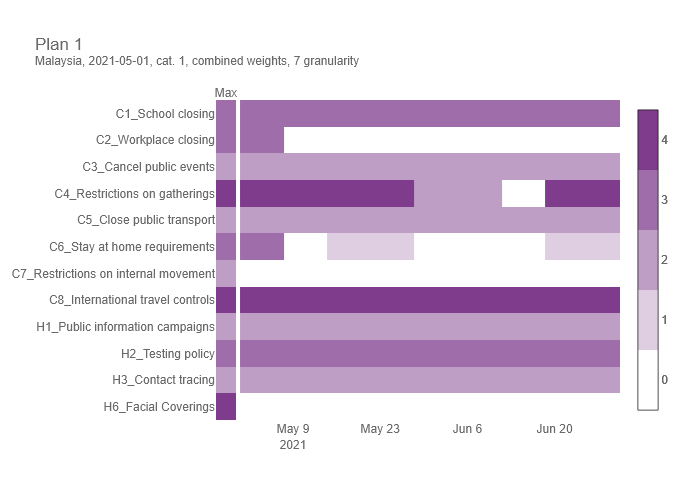 Plan 1
Malaysia, 2021-05-01, cat. 1, combined weights, 7 granularity
Max
C1_School closing
C2_Workplace closing
C3_Cancel public events
C4_Restrictions on gatherings
C5_Close public transport
C6_Stay at home requirements
C7_Restrictions on internal movement
C8_International travel controls
H1_Public information campaigns
H2_Testing policy
H3_Contact tracing
H6_Facial Coverings
May 9 May 23 Jun 6 Jun 20
2021
4
3
2
1
0